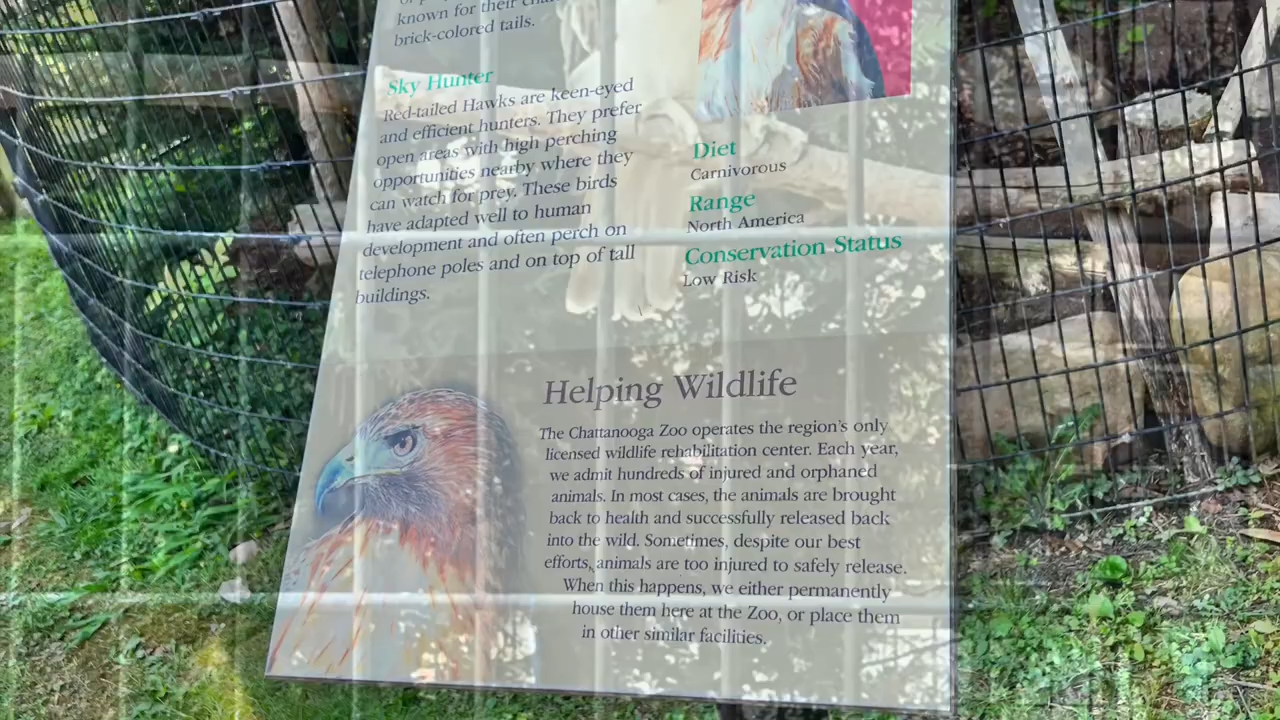 known for their
brick-colored tails.
Sky Hunter
Red-tailed Hawks are keen-eyed
and efficient hunters. They prefer
open areas with high perching
opportunities nearby where they
can watch for prey. These birds
have adapted well to human
development and often perch on
telephone poles and on top of tall
buildings.
Diet
Carnivorous
Range
North America
Conservation Status
Low Risk
Helping Wildlife
The Chattanooga Zoo operates the region's only
licensed wildlife rehabilitation center. Each year,
we admit hundreds of injured and orphaned
animals. In most cases, the animals are brought
back to health and successfully released back
into the wild. Sometimes, despite our best
efforts, animals are too injured to safely release.
When this happens, we either permanently
house them here at the Zoo, or place them
in other similar facilities.